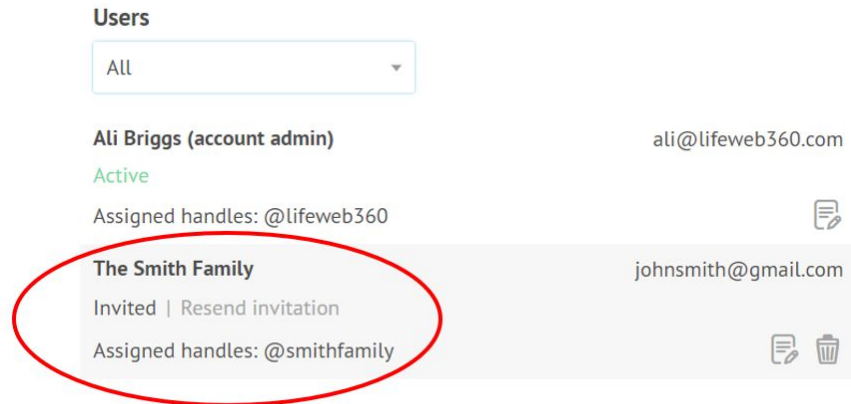 Users
All
Ali Briggs (account admin) ali@lifeweb360.com
Active
Assigned handles: @lifeweb360
The Smith Family johnsmith@gmail.com
Invited | Resend invitation
Assigned handles: @smithfamily